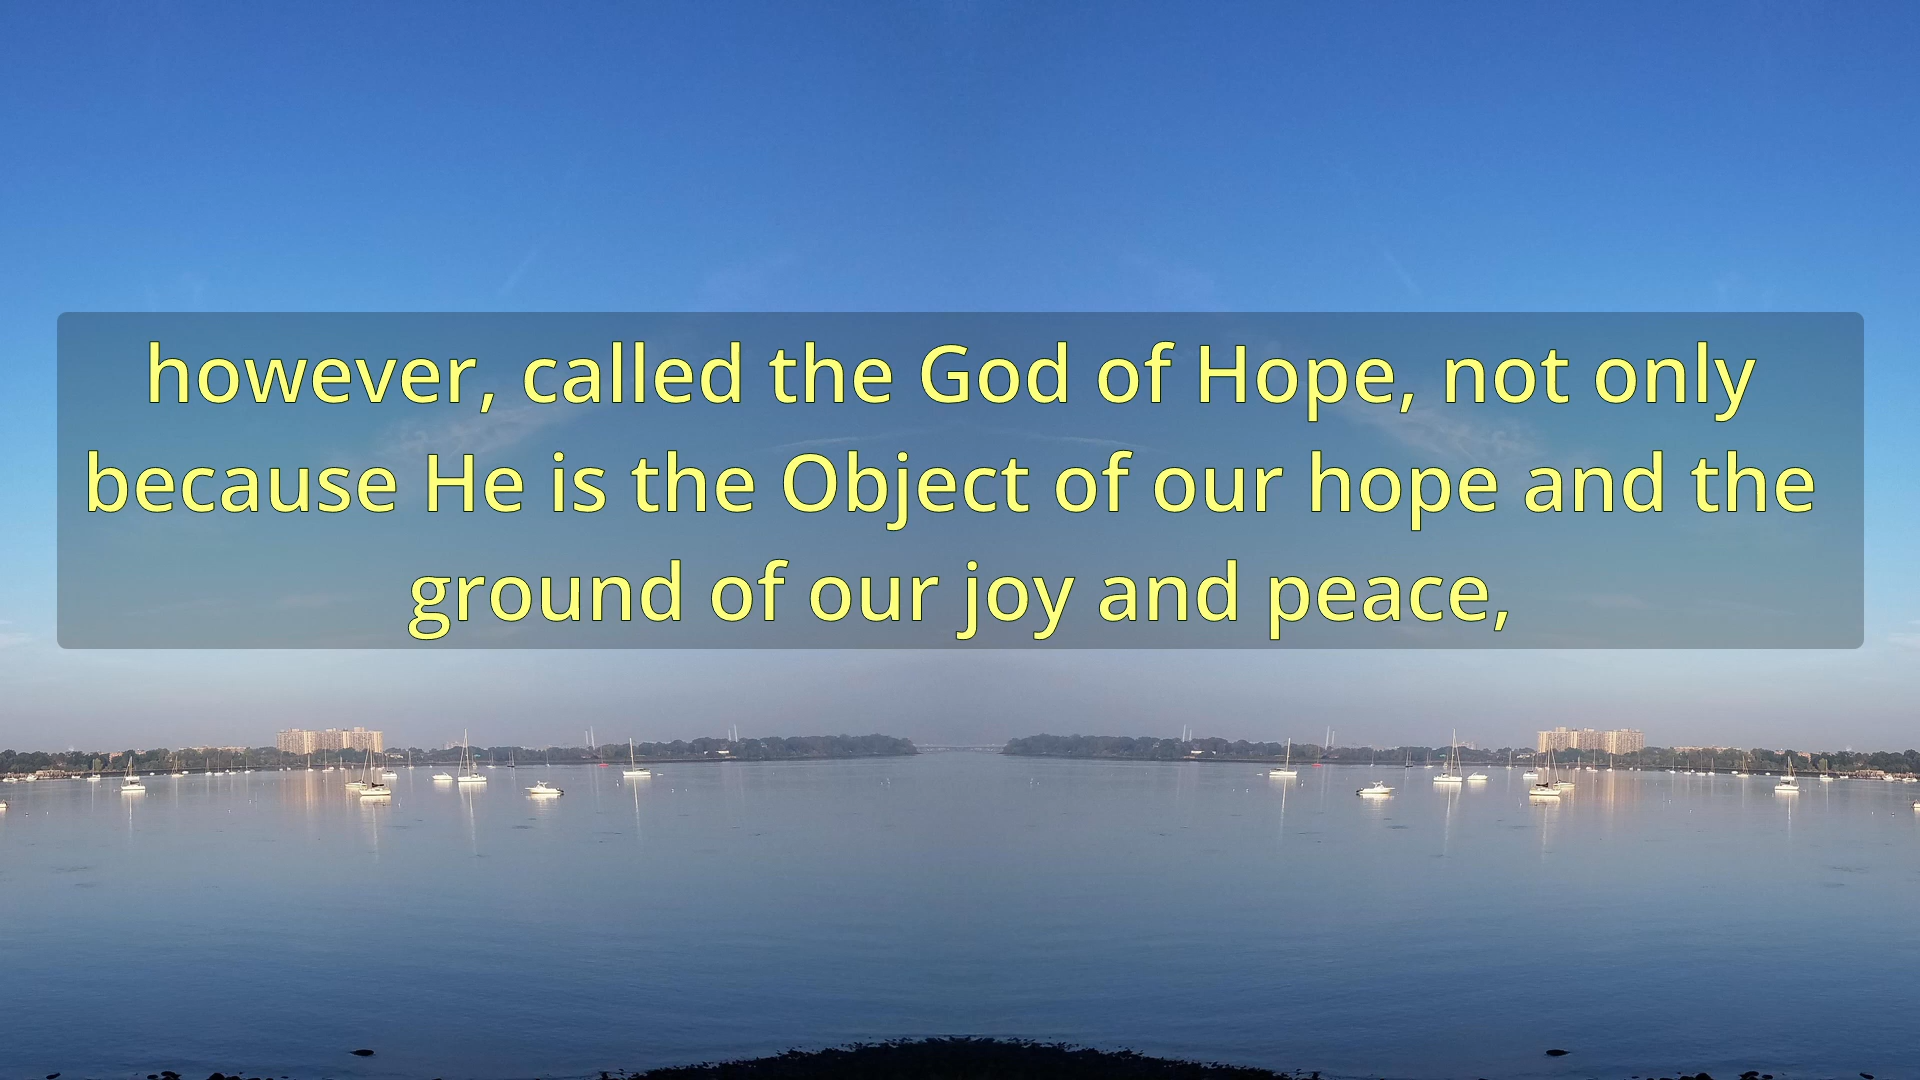 however, called the God of Hope, not only
because He is the Object of our hope and the
ground of our joy and peace,